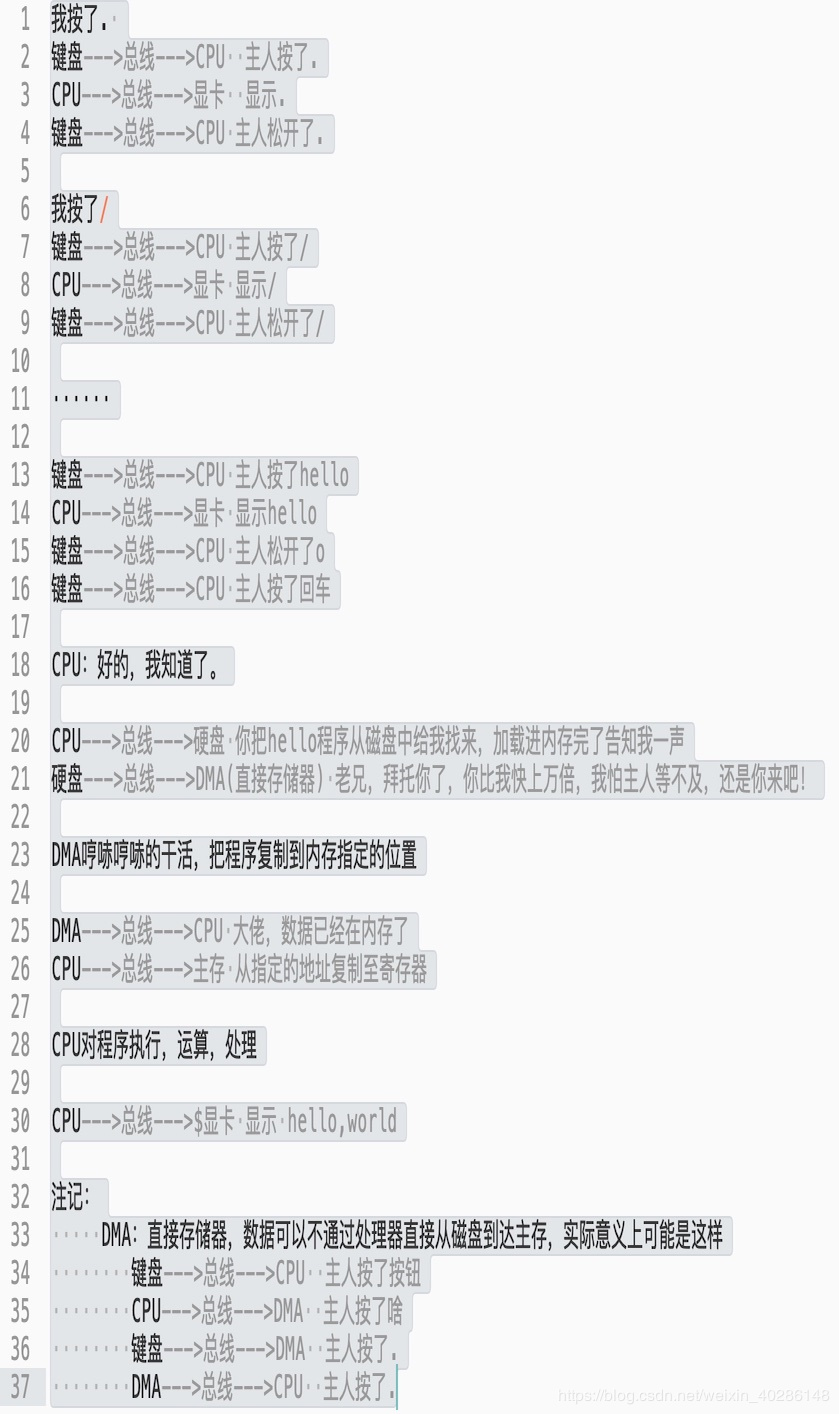 1 我按了.
2 键盘--->总线--->CPU 主人按了.
3 CPU--->总线--->显卡 显示.
4 键盘--->总线--->CPU 主人松开了.
5
6 我按了/
7 键盘--->总线--->CPU 主人按了/
8 CPU--->总线--->显卡 显示/
9 键盘--->总线--->CPU 主人松开了/
10
11 ······
12
13 键盘--->总线--->CPU 主人按了hello
14 CPU--->总线--->显卡 显示hello
15 键盘--->总线--->CPU 主人松开了o
16 键盘--->总线--->CPU 主人按了回车
17
18 CPU：好的，我知道了。
19
20 CPU--->总线--->硬盘 你把hello程序从磁盘中给我找来，加载进内存完了告知我一声
21 硬盘--->总线--->DMA(直接存储器) 老兄，拜托你了，你比我快上万倍，我怕主人等不及，还是你来吧！
22
23 DMA哼哧哼哧的干活，把程序复制到内存指定的位置
24
25 DMA--->总线--->CPU 大佬，数据已经在内存了
26 CPU--->总线--->主存 从指定的地址复制至寄存器
27
28 CPU对程序执行，运算，处理
29
30 CPU--->总线--->$显卡 显示 hello,world
31
32 注记：
33 DMA：直接存储器，数据可以不通过处理器直接从磁盘到达主存，实际意义上可能是这样
34 键盘--->总线--->CPU 主人按了按钮
35 CPU--->总线--->DMA 主人按了啥
36 键盘--->总线--->DMA 主人按了.
37 DMA--->总线--->CPU 主人按了.
https://blog.csdn.net/weixin_40286148